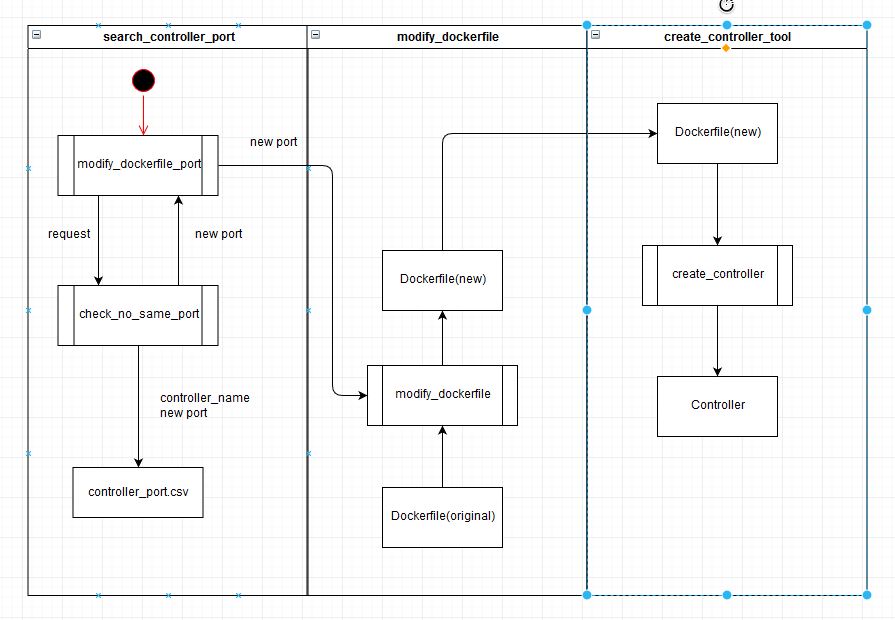 search_controller_port
modify_dockerfile
create_controller_tool
modify_dockerfile_port
new port
request
new port
check_no_same_port
controller_name
new port
controller_port.csv
Dockerfile(new)
modify_dockerfile
Dockerfile(original)
Dockerfile(new)
create_controller
Controller